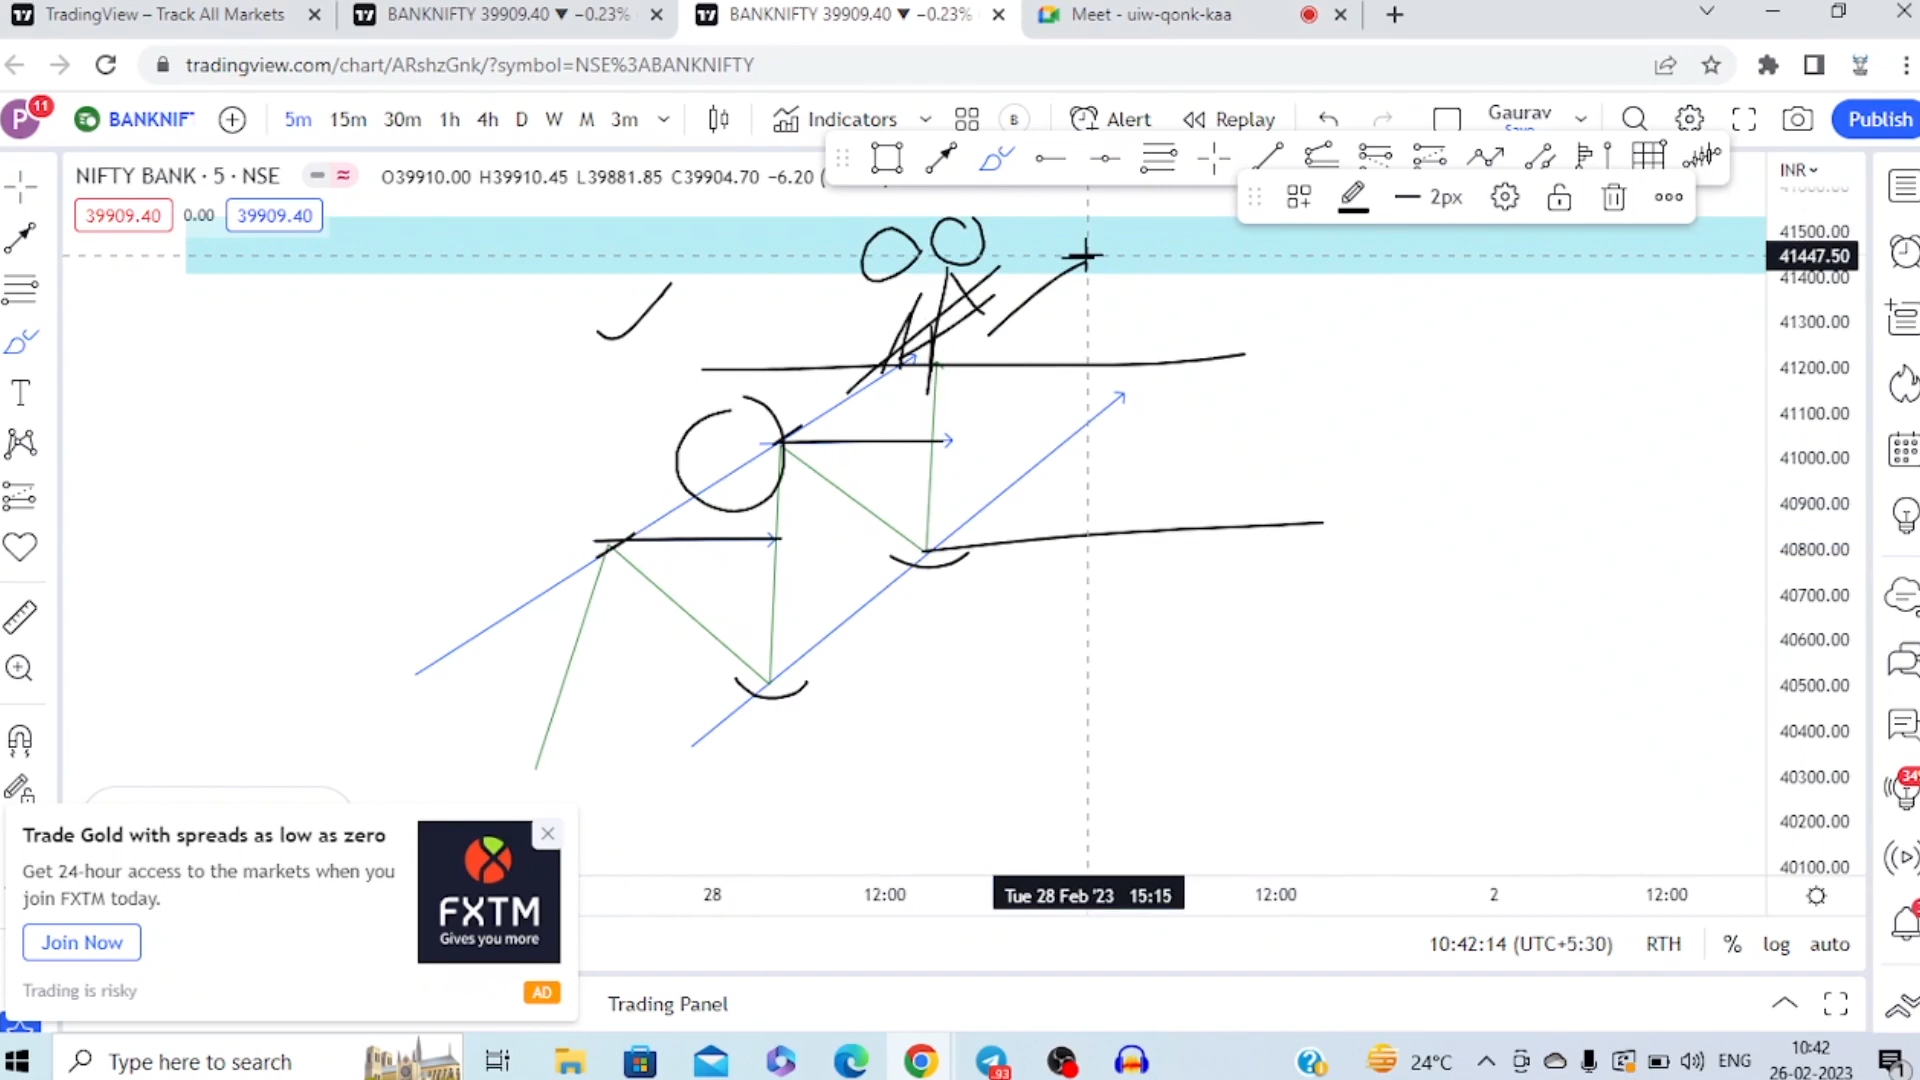 TradingView – Track All Markets
BANKNIFTY 39909.40 ▼ −0.23%
BANKNIFTY 39909.40 ▼ −0.23%
Meet - uiw-qonk-kaa
tradingview.com/chart/ARshzGnk/?symbol=NSE%3ABANKNIFTY
P 11
BANKNIF
5m 15m 30m 1h 4h D W M 3m
Indicators
B
Alert
Replay
Gaurav
Save
Publish
NIFTY BANK · 5 · NSE
O39910.00 H39910.45 L39881.85 C39904.70 −6.20 (
INR
39909.40 0.00 39909.40
2px
41500.00
41447.50
41400.00
41300.00
41200.00
41100.00
41000.00
40900.00
40800.00
40700.00
40600.00
40500.00
40400.00
40300.00
40200.00
40100.00
34
Trade Gold with spreads as low as zero
Get 24-hour access to the markets when you
join FXTM today.
Join Now
Trading is risky
FXTM
Gives you more
AD
28 12:00 Tue 28 Feb '23 15:15 12:00 2 12:00
10:42:14 (UTC+5:30) RTH % log auto
Trading Panel
Type here to search
93
24°C
ENG
10:42
26-02-2023
1